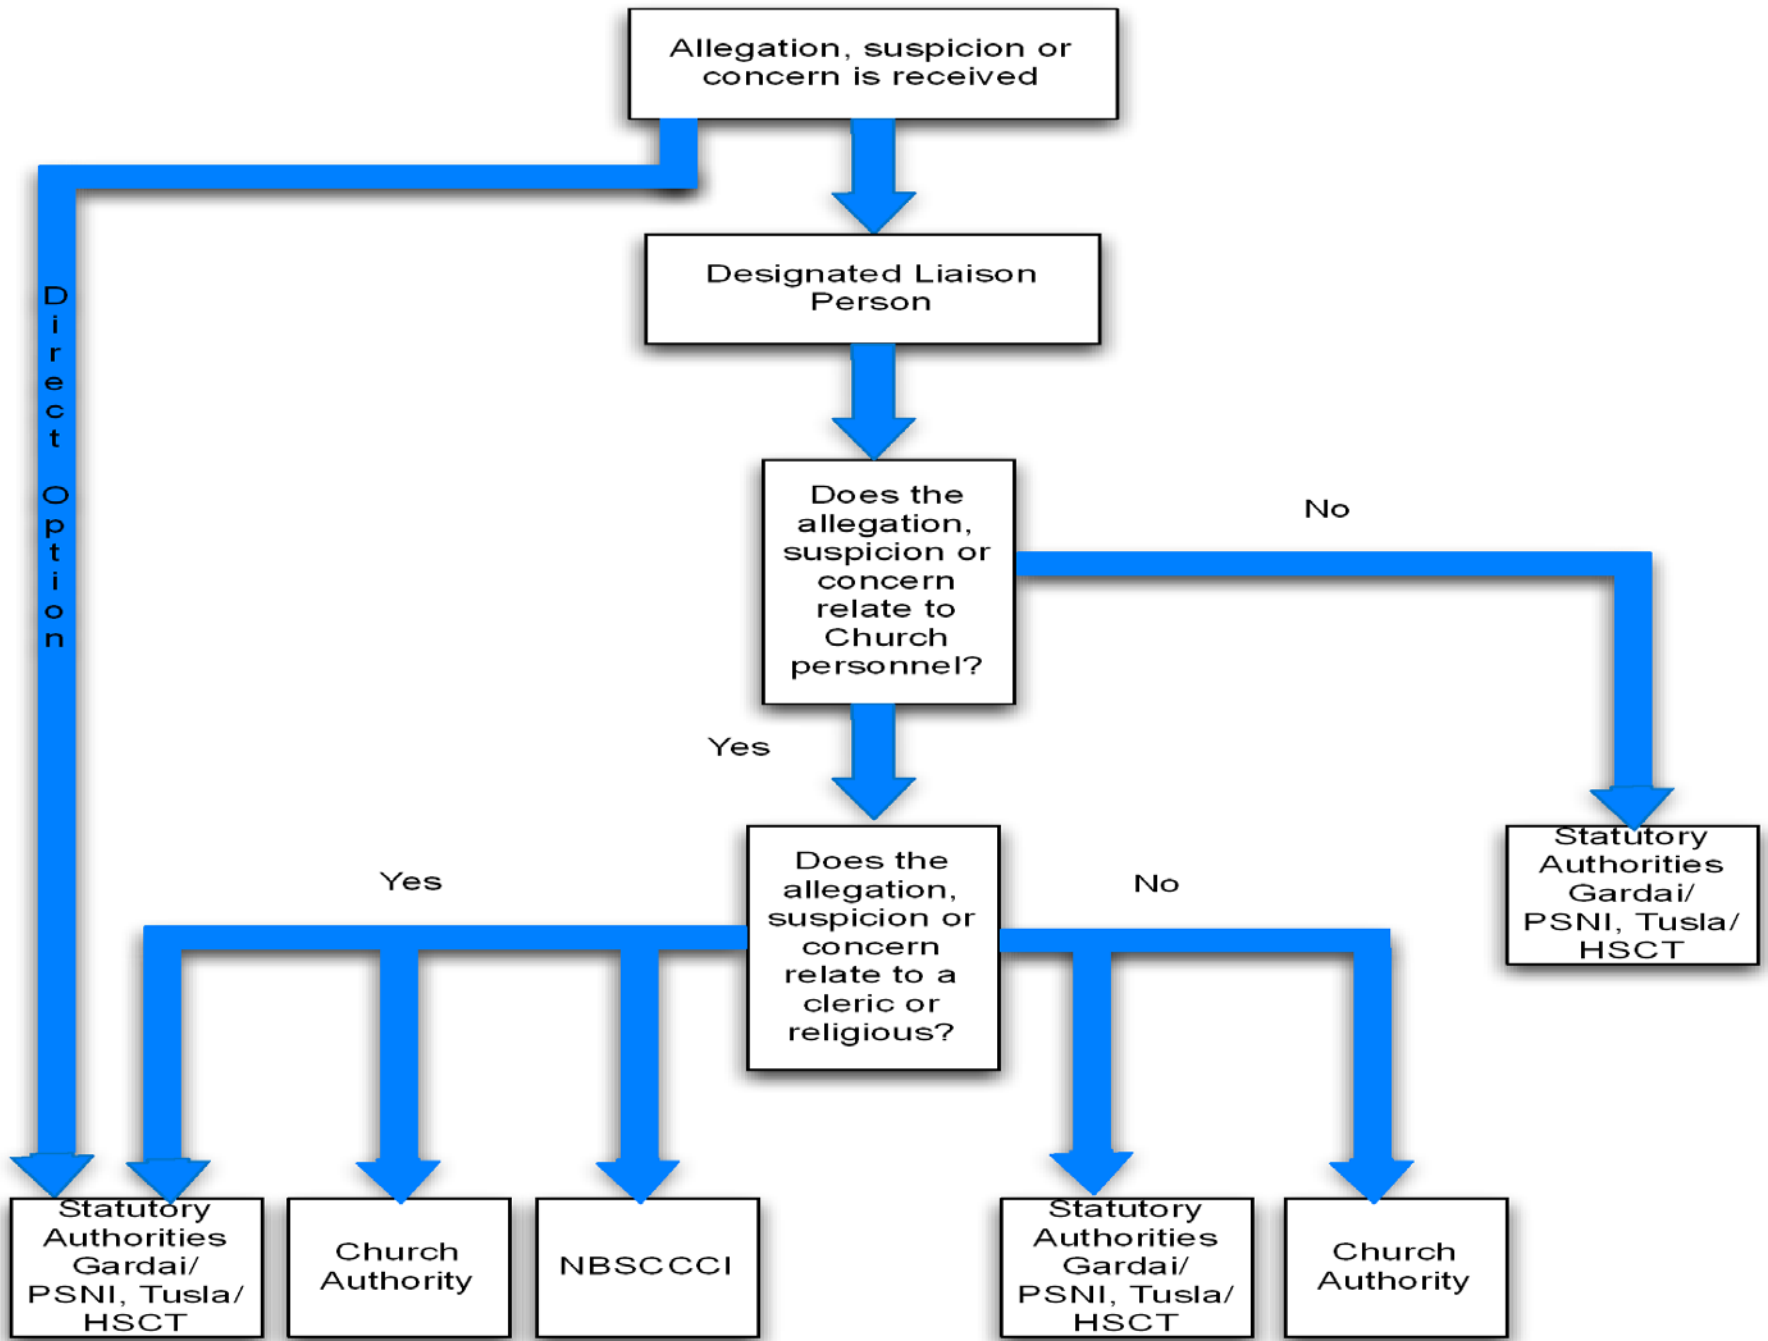 Allegation, suspicion or
concern is received
Designated Liaison
Person
Direct Option
Does the
allegation,
suspicion or
concern
relate to
Church
personnel?
No
Yes
Statutory
Authorities
Gardai/
PSNI, Tusla/
HSCT
Does the
allegation,
suspicion or
concern
relate to a
cleric or
religious?
Yes
No
Statutory
Authorities
Gardai/
PSNI, Tusla/
HSCT
Church
Authority
NBSCCCI
Statutory
Authorities
Gardai/
PSNI, Tusla/
HSCT
Church
Authority